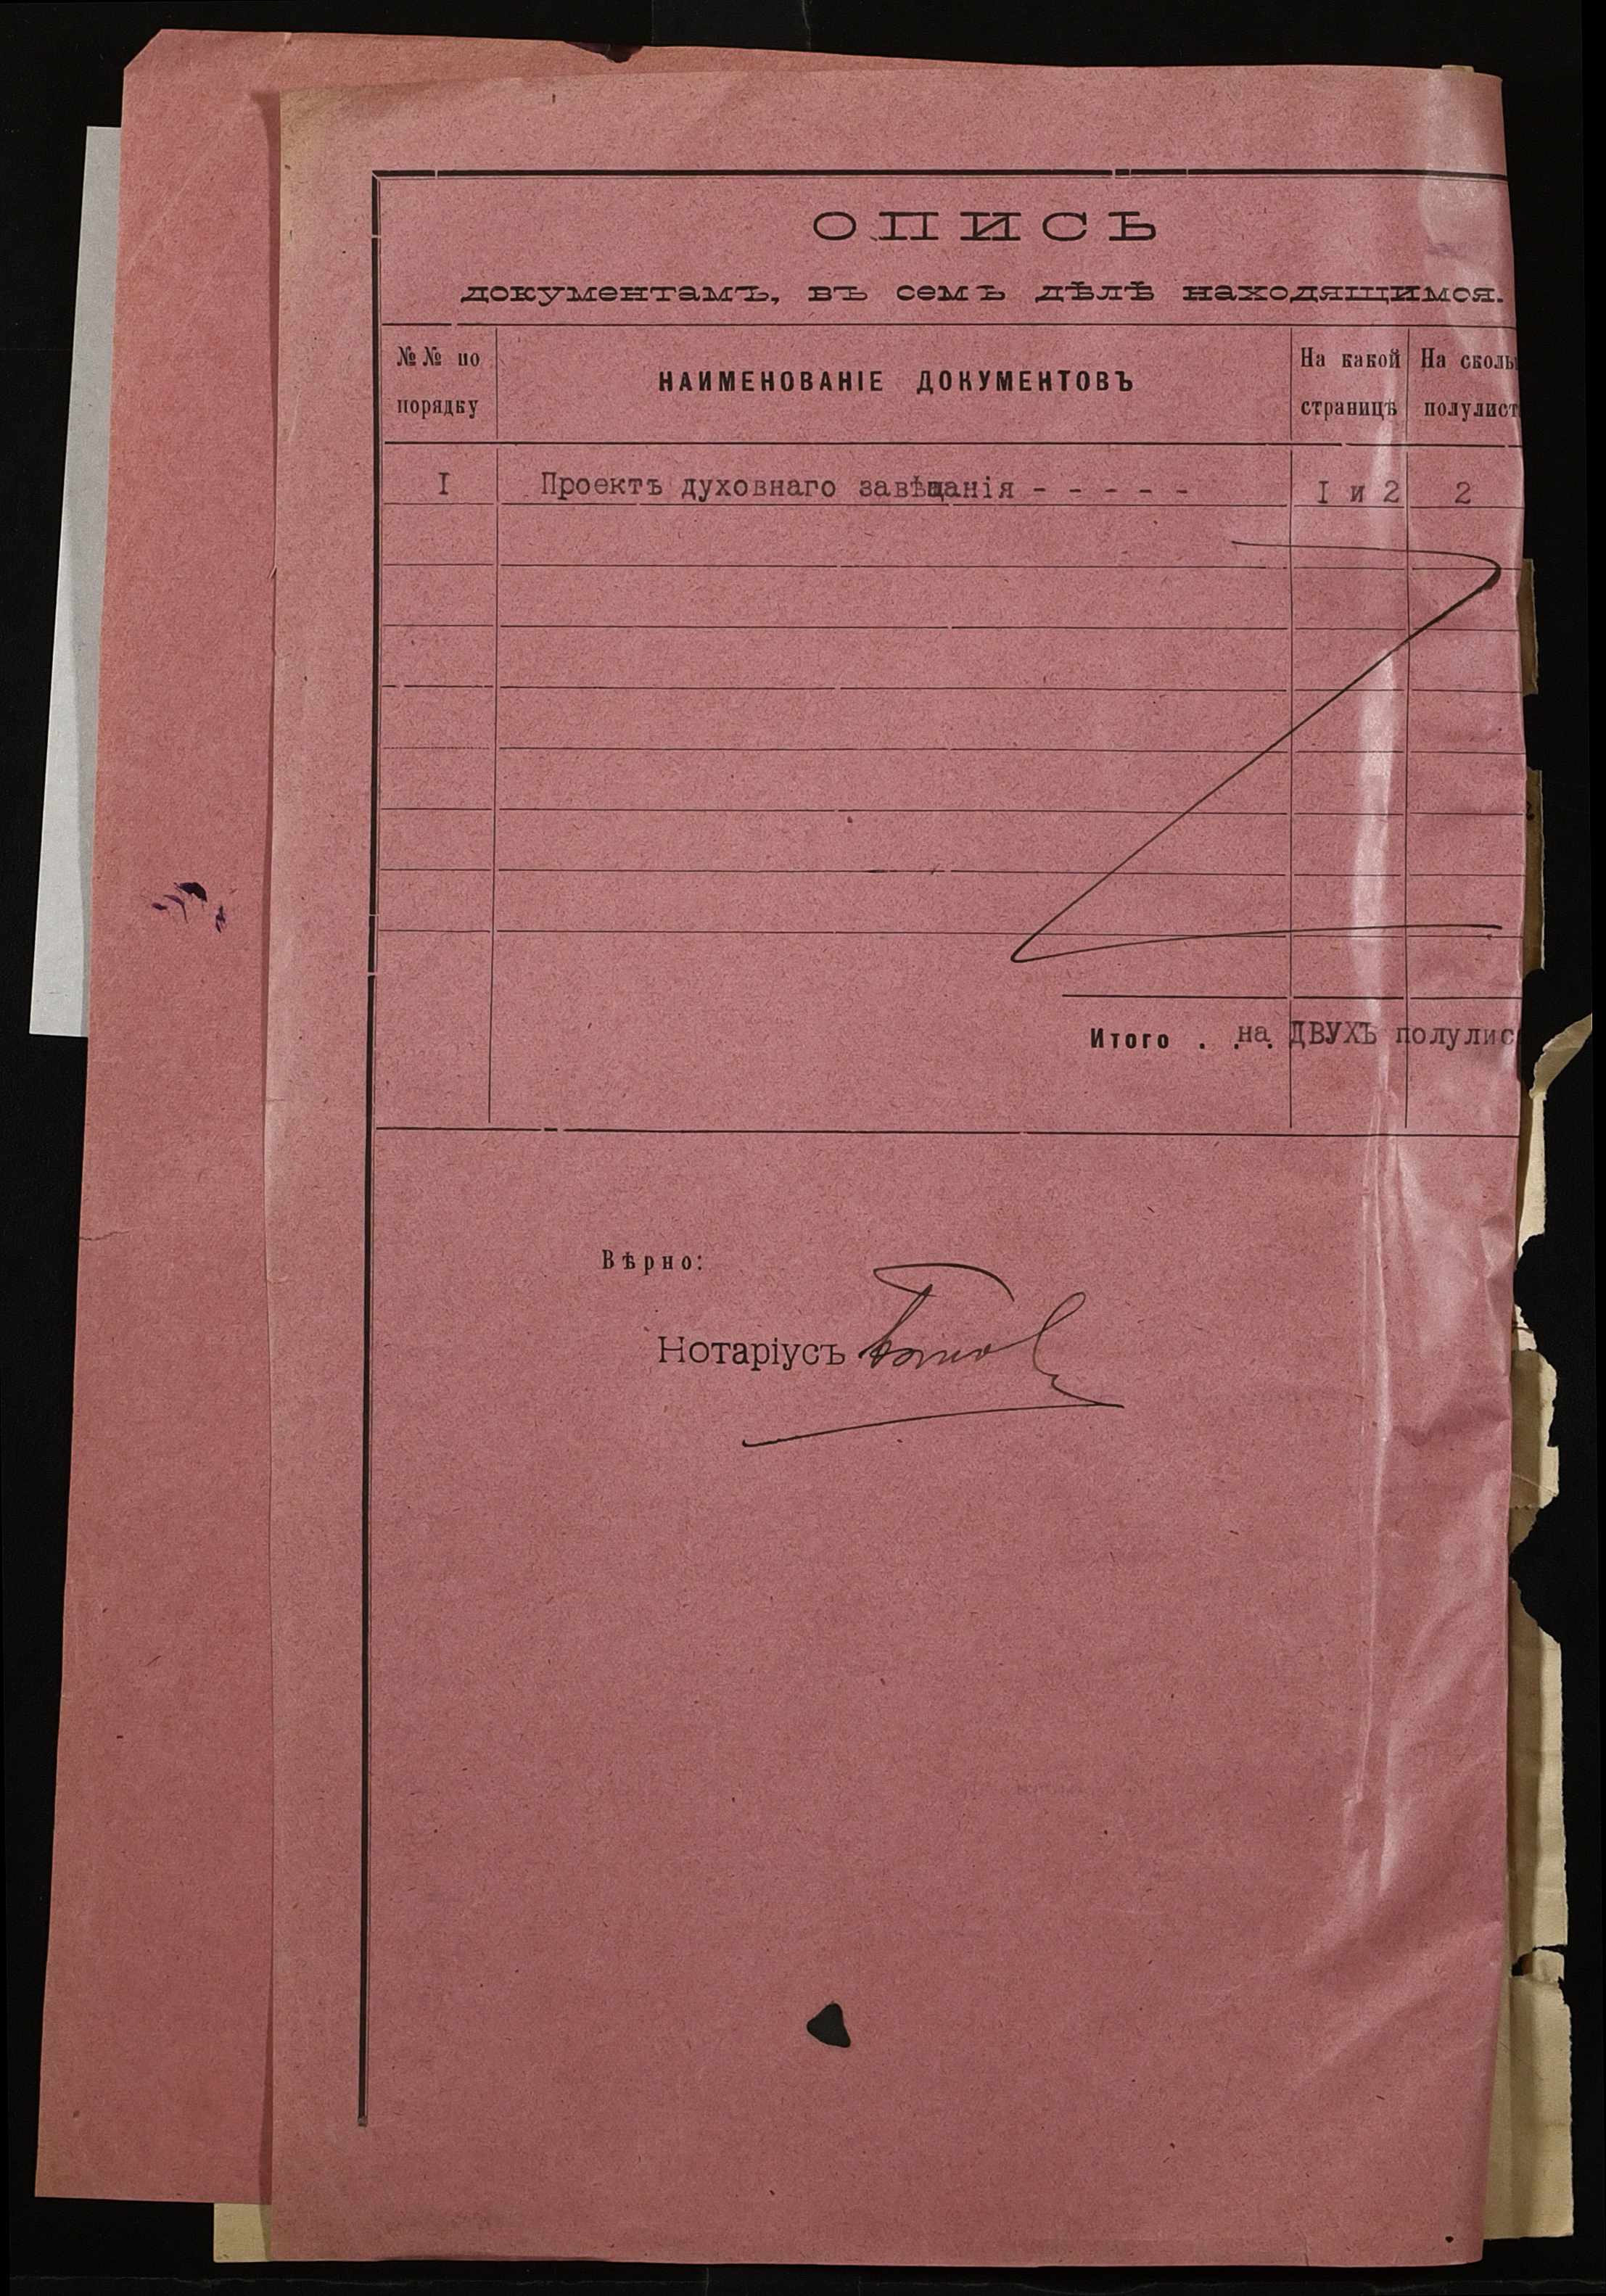 ОПИСЬ
документамъ, въ семъ дѣлѣ находящимся.
№№ по порядку
НАИМЕНОВАНІЕ ДОКУМЕНТОВЪ
На какой страницѣ
На сколь полулист
I Проектъ духовнаго завѣщанія - - - - - I и 2 2
Итого . . . на ДВУХЪ полулис
Вѣрно:
Нотаріусъ